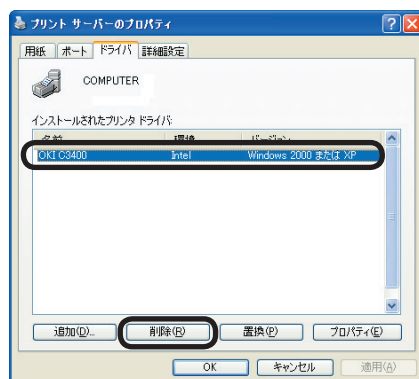 プリント サーバーのプロパティ
用紙 ポート ドライバ 詳細設定
COMPUTER
インストールされたプリンタ ドライバ:
名前 環境 バージョン
OKI C3400 Intel Windows 2000 または XP
追加(D)... 削除(R) 置換(P) プロパティ(E)
OK キャンセル 適用(A)